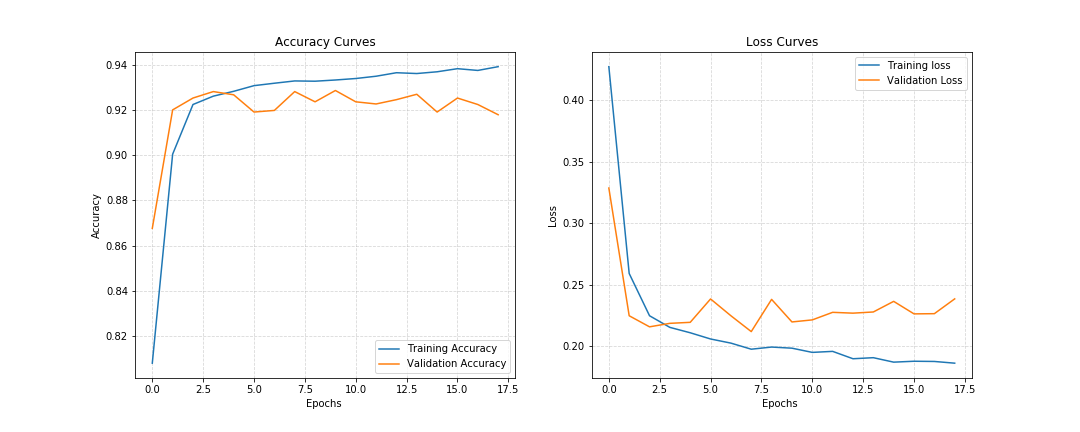 Accuracy Curves
0.94
0.92
0.90
0.88
0.86
0.84
0.82
Accuracy
Training Accuracy
Validation Accuracy
0.0 2.5 5.0 7.5 10.0 12.5 15.0 17.5
Epochs
Loss Curves
Training loss
Validation Loss
0.40
0.35
0.30
0.25
0.20
Loss
0.0 2.5 5.0 7.5 10.0 12.5 15.0 17.5
Epochs